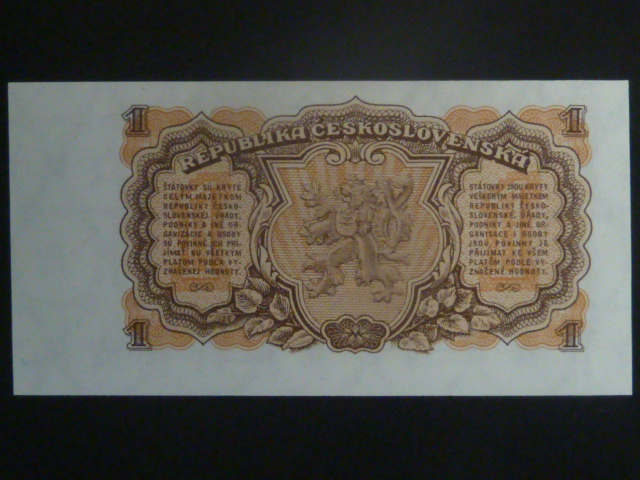 1 1
REPUBLIKA ČESKOSLOVENSKÁ
ŠTÁTOVKY SÚ KRYTÉ
CELÝM MAJETKOM
REPUBLIKY ČESKO-
SLOVENSKEJ. ÚRADY,
PODNIKY A INÉ OR-
GANIZÁCIE A OSOBY
SÚ POVINNÉ ICH PRI-
JÍMAŤ KU VŠETKÝM
PLATOM PODĽA VY-
ZNAČENEJ HODNOTY.
STÁTOVKY JSOU KRYTY
VEŠKERÝM MAJETKEM
REPUBLIKY ČESKO-
SLOVENSKÉ. ÚŘADY,
PODNIKY A JINÉ OR-
GANISACE I OSOBY
JSOU POVINNY JE
PŘIJÍMAT KE VŠEM
PLATŮM PODLE VY-
ZNAČENÉ HODNOTY.
1 1